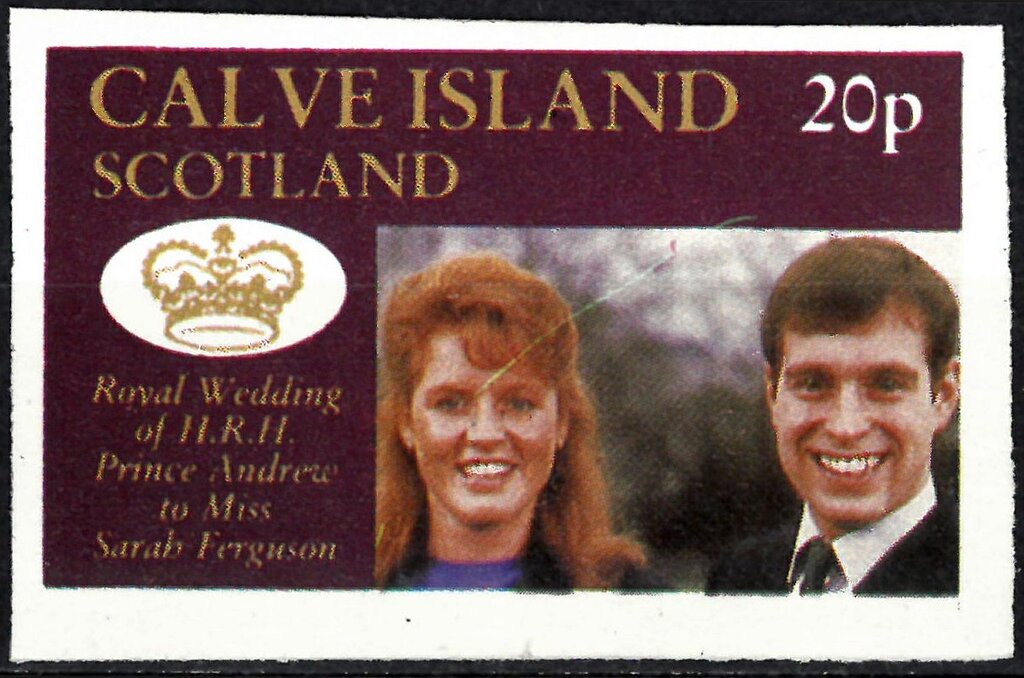 CALVE ISLAND 20p
SCOTLAND
Royal Wedding
of H.R.H.
Prince Andrew
to Miss
Sarah Ferguson